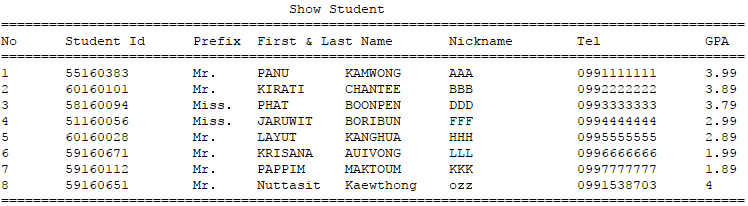 Show Student
=============================================================================================
No Student Id Prefix First & Last Name Nickname Tel GPA
=============================================================================================
1 55160383 Mr. PANU KAMWONG AAA 0991111111 3.99
2 60160101 Mr. KIRATI CHANTEE BBB 0992222222 3.89
3 58160094 Miss. PHAT BOONPEN DDD 0993333333 3.79
4 51160056 Miss. JARUWIT BORIBUN FFF 0994444444 2.99
5 60160028 Mr. LAYUT KANGHUA HHH 0995555555 2.89
6 59160671 Mr. KRISANA AUIVONG LLL 0996666666 1.99
7 59160112 Mr. PAPPIM MAKTOUM KKK 0997777777 1.89
8 59160651 Mr. Nuttasit Kaewthong ozz 0991538703 4
=============================================================================================